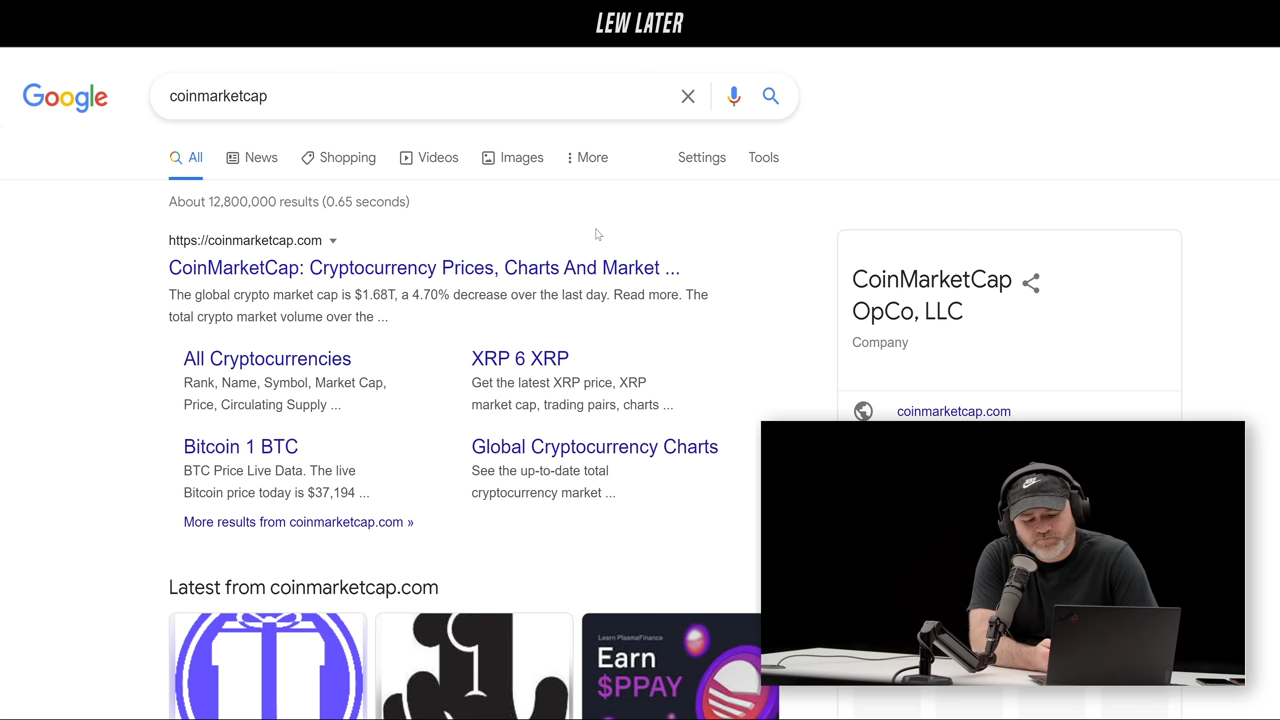 LEW LATER
Google
coinmarketcap
All
News
Shopping
Videos
Images
More
Settings
Tools
About 12,800,000 results (0.65 seconds)
https://coinmarketcap.com
CoinMarketCap: Cryptocurrency Prices, Charts And Market ...
The global crypto market cap is $1.68T, a 4.70% decrease over the last day. Read more. The
total crypto market volume over the ...
All Cryptocurrencies
Rank, Name, Symbol, Market Cap,
Price, Circulating Supply ...
XRP 6 XRP
Get the latest XRP price, XRP
market cap, trading pairs, charts ...
Bitcoin 1 BTC
BTC Price Live Data. The live
Bitcoin price today is $37,194 ...
Global Cryptocurrency Charts
See the up-to-date total
cryptocurrency market ...
More results from coinmarketcap.com »
Latest from coinmarketcap.com
Learn PlasmaFinance
Earn
$PPAY
CoinMarketCap
OpCo, LLC
Company
coinmarketcap.com